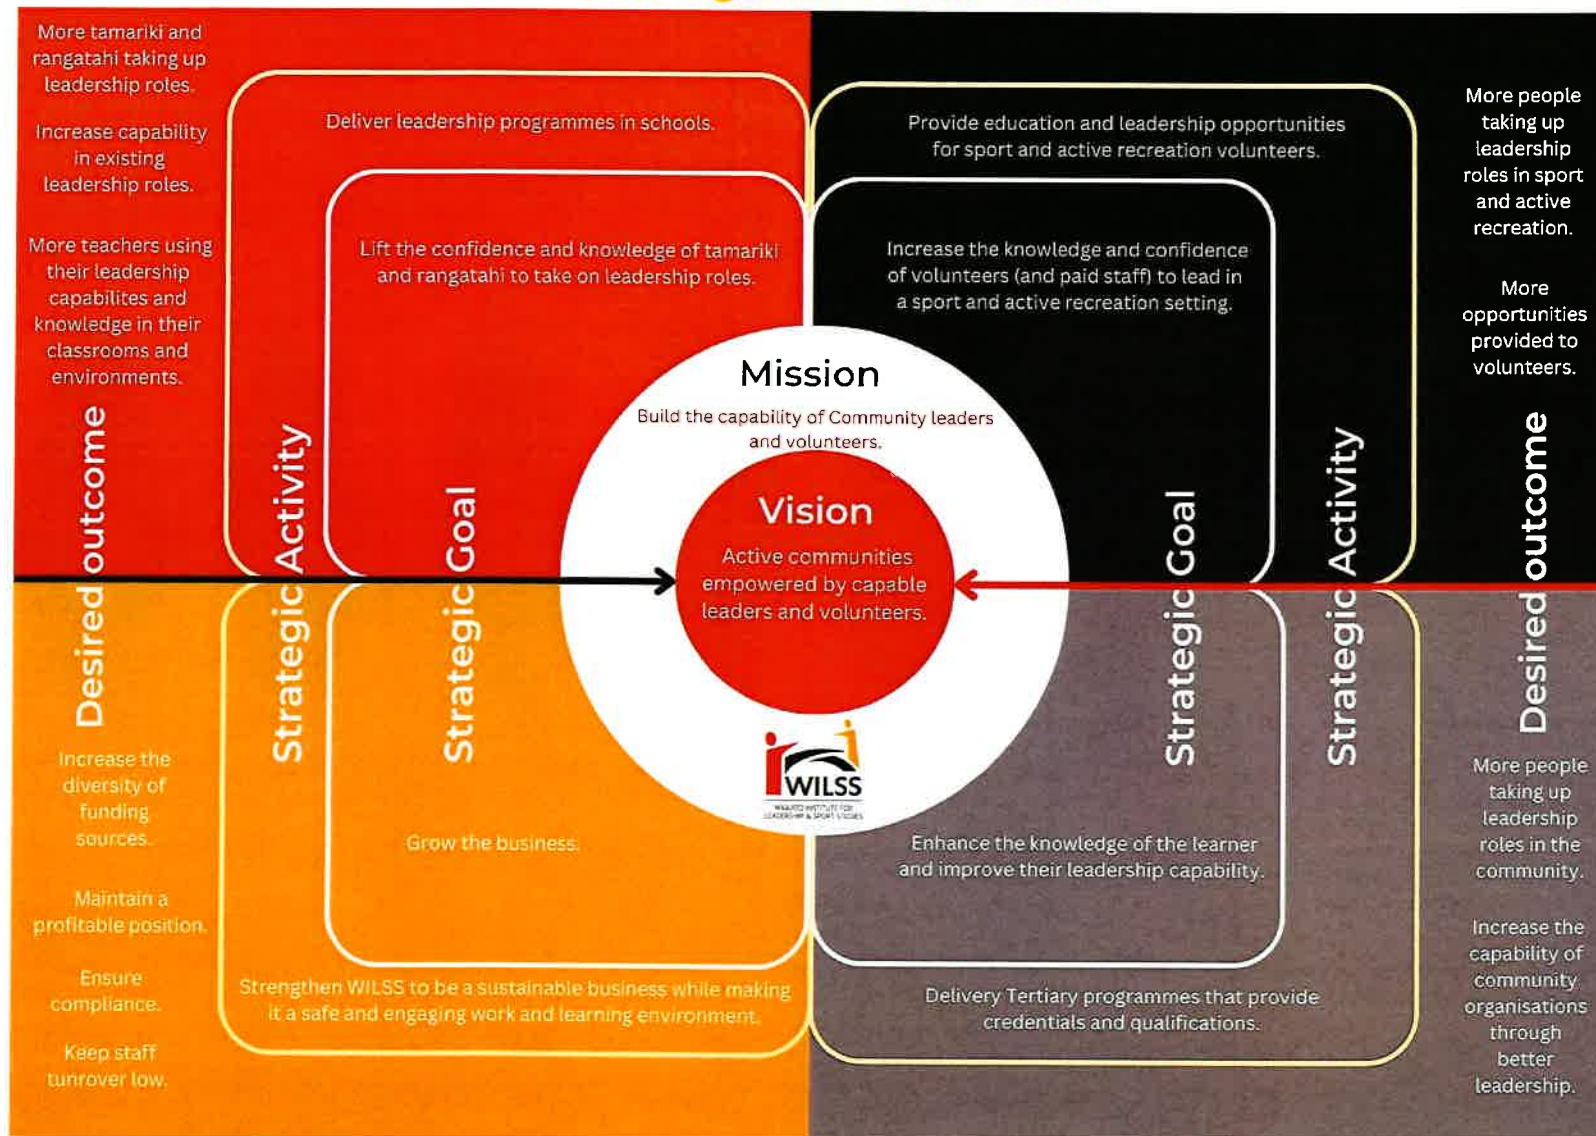 More tamariki and
rangatahi taking up
leadership roles.
Increase capability
in existing
leadership roles.
More teachers using
their leadership
capabilites and
knowledge in their
classrooms and
environments.
Deliver leadership programmes in schools.
Lift the confidence and knowledge of tamariki
and rangatahi to take on leadership roles.
Provide education and leadership opportunities
for sport and active recreation volunteers.
Increase the knowledge and confidence
of volunteers (and paid staff) to lead in
a sport and active recreation setting.
More people
taking up
leadership
roles in sport
and active
recreation.
More
opportunities
provided to
volunteers.
Mission
Build the capability of Community leaders
and volunteers.
Vision
Active communities
empowered by capable
leaders and volunteers.
Desired outcome
Strategic Activity
Strategic Goal
Strategic Goal
Strategic Activity
Desired outcome
WILSS
WAIKATO INSTITUTE FOR
LEADERSHIP & SPORT STUDIES
Increase the
diversity of
funding
sources.
Maintain a
profitable position.
Ensure
compliance.
Keep staff
tunrover low.
Grow the business.
Strengthen WILSS to be a sustainable business while making
it a safe and engaging work and learning environment.
Enhance the knowledge of the learner
and improve their leadership capability.
Delivery Tertiary programmes that provide
credentials and qualifications.
More people
taking up
leadership
roles in the
community.
Increase the
capability of
community
organisations
through
better
leadership.